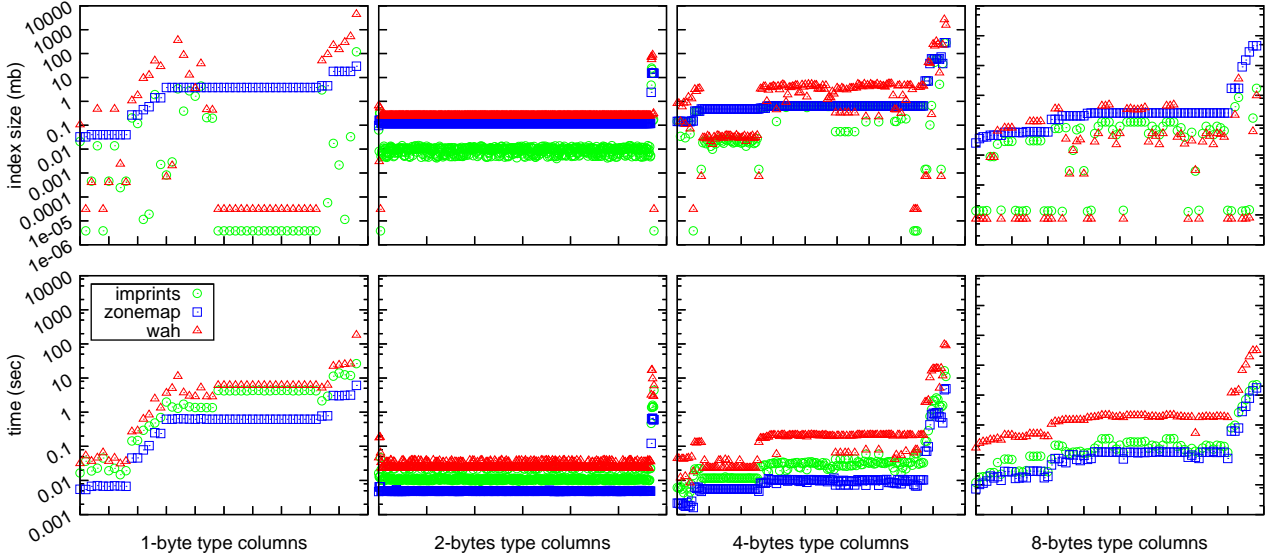 10000
1000
100
10
1
0.1
0.01
0.001
0.0001
1e-05
1e-06
index size (mb)
10000
1000
100
10
1
0.1
0.01
0.001
time (sec)
imprints
zonemap
wah
1-byte type columns
2-bytes type columns
4-bytes type columns
8-bytes type columns